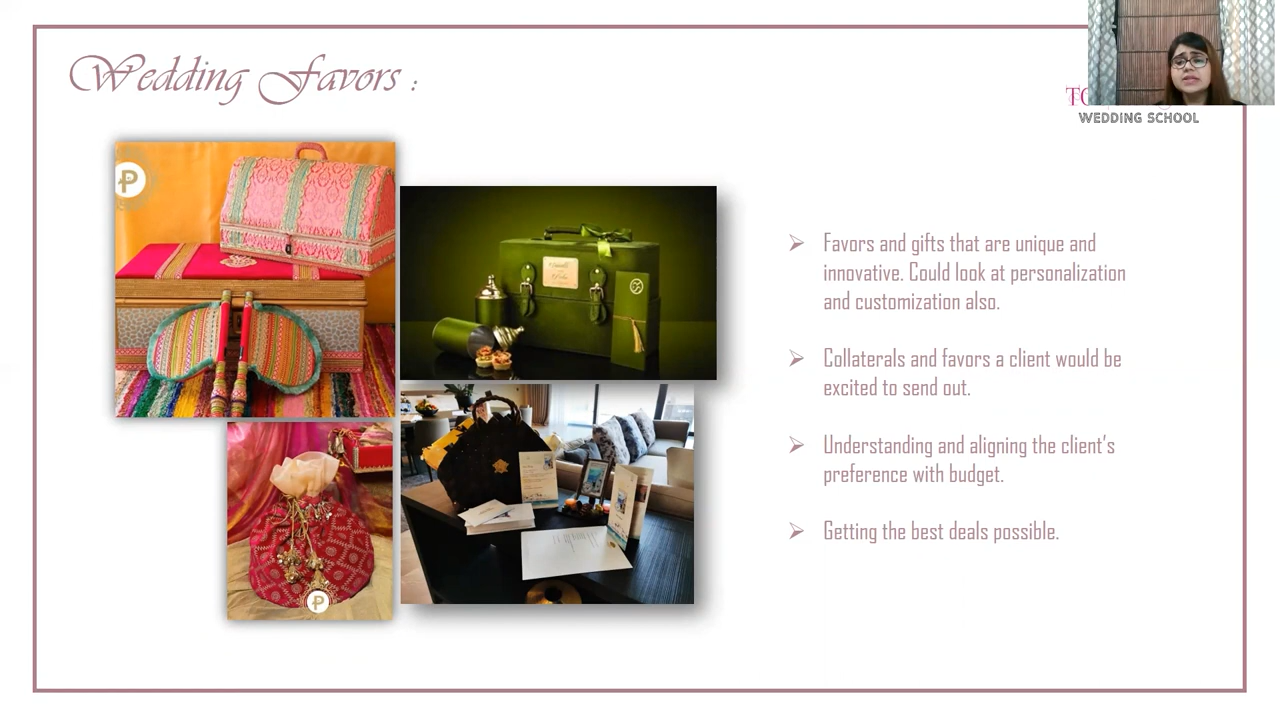 Wedding Favors :
WEDDING SCHOOL
P
Favors and gifts that are unique and
innovative. Could look at personalization
and customization also.
Collaterals and favors a client would be
excited to send out.
Understanding and aligning the client's
preference with budget.
Getting the best deals possible.
P